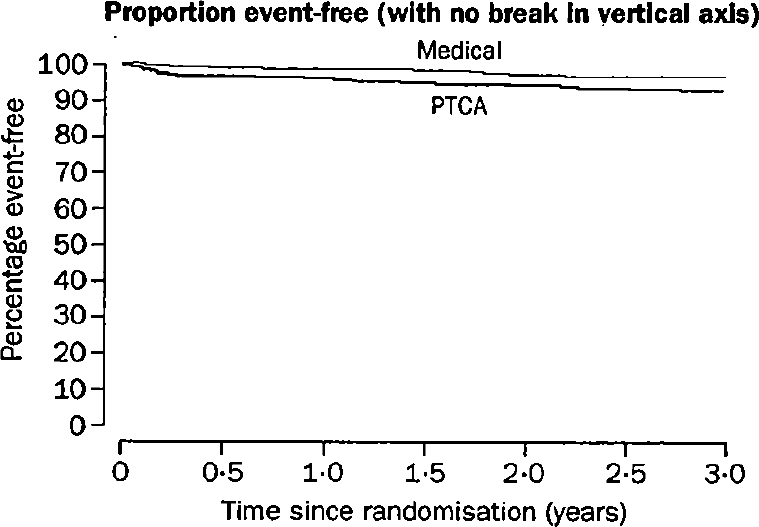 Proportion event-free (with no break in vertical axis)
Medical
PTCA
Percentage event-free
100
90
80
70
60
50
40
30
20
10
0
0 0·5 1·0 1·5 2·0 2·5 3·0
Time since randomisation (years)